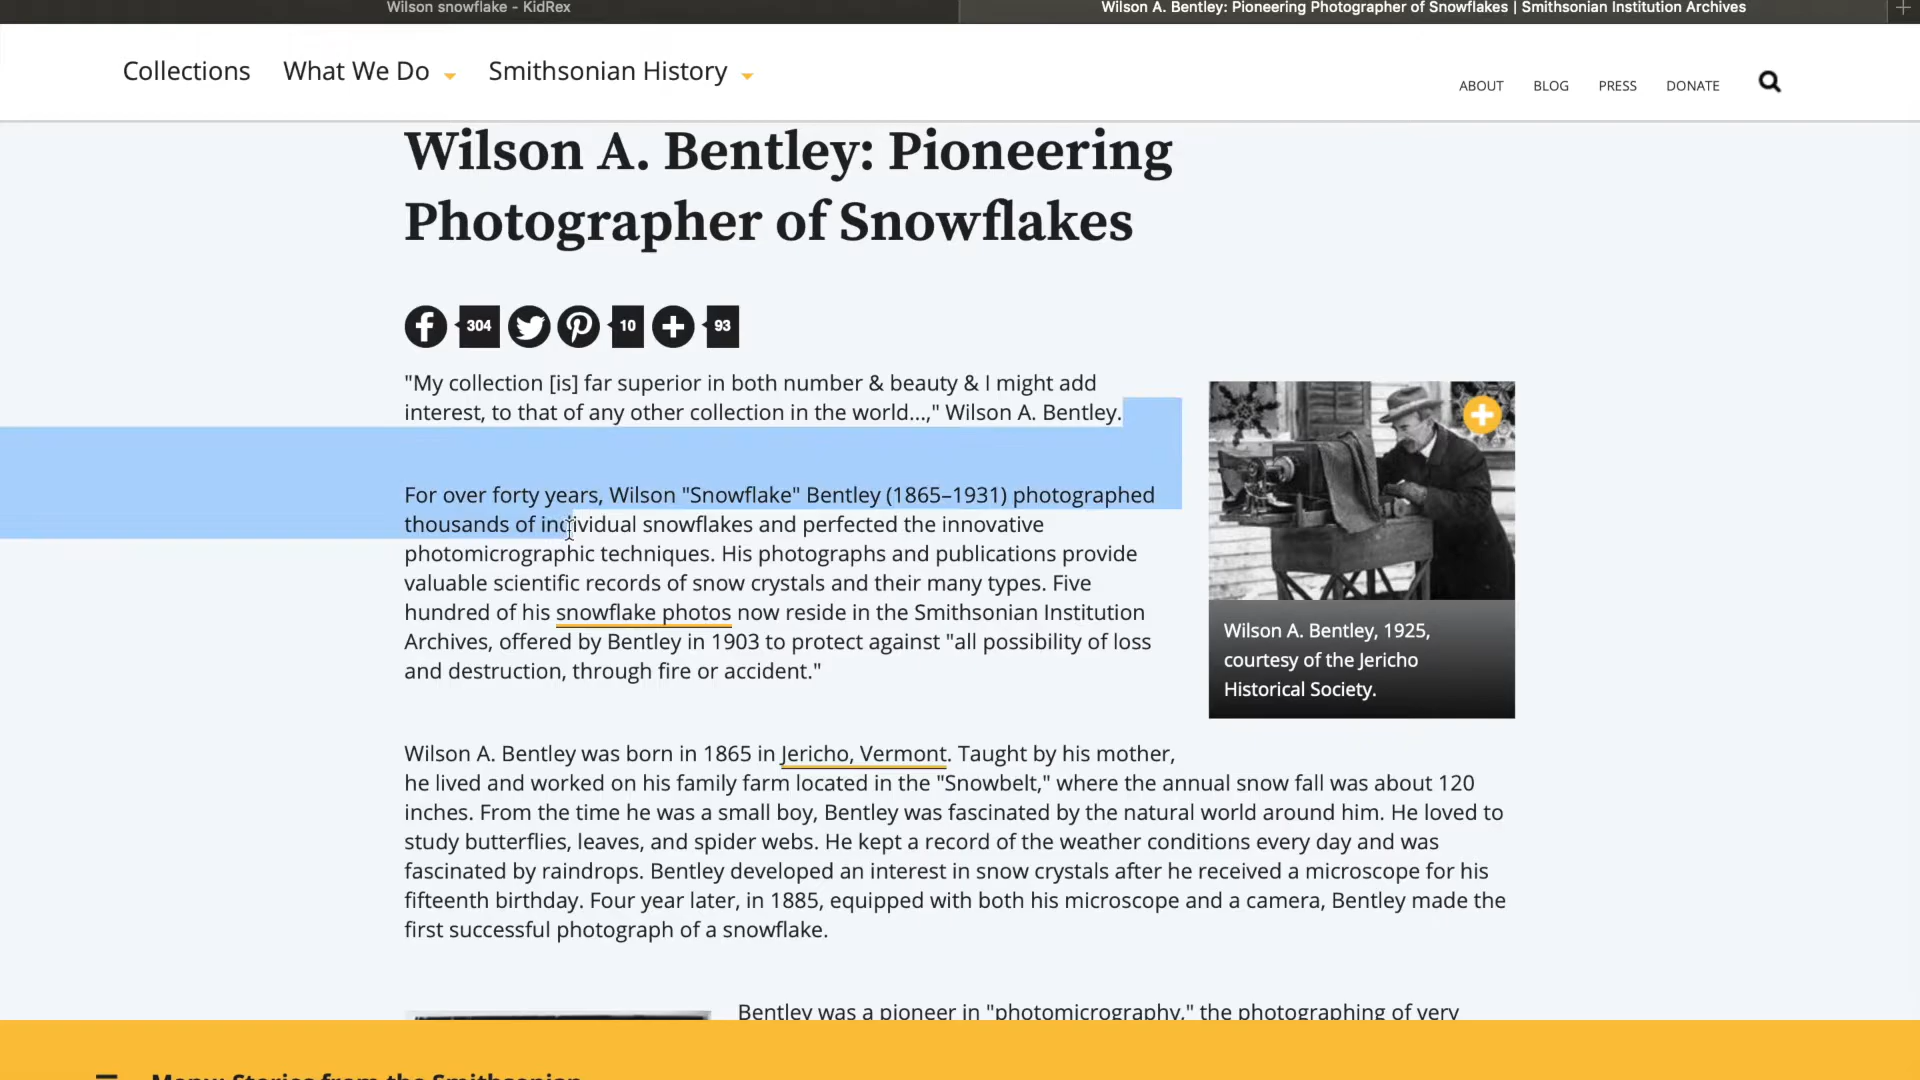 Wilson snowflake - KidRex
Wilson A. Bentley: Pioneering Photographer of Snowflakes | Smithsonian Institution Archives
Collections What We Do Smithsonian History
ABOUT BLOG PRESS DONATE
Wilson A. Bentley: Pioneering
Photographer of Snowflakes
304 10 93
"My collection [is] far superior in both number & beauty & I might add
interest, to that of any other collection in the world...," Wilson A. Bentley.
For over forty years, Wilson "Snowflake" Bentley (1865–1931) photographed
thousands of individual snowflakes and perfected the innovative
photomicrographic techniques. His photographs and publications provide
valuable scientific records of snow crystals and their many types. Five
hundred of his snowflake photos now reside in the Smithsonian Institution
Archives, offered by Bentley in 1903 to protect against "all possibility of loss
and destruction, through fire or accident."
Wilson A. Bentley, 1925,
courtesy of the Jericho
Historical Society.
Wilson A. Bentley was born in 1865 in Jericho, Vermont. Taught by his mother,
he lived and worked on his family farm located in the "Snowbelt," where the annual snow fall was about 120
inches. From the time he was a small boy, Bentley was fascinated by the natural world around him. He loved to
study butterflies, leaves, and spider webs. He kept a record of the weather conditions every day and was
fascinated by raindrops. Bentley developed an interest in snow crystals after he received a microscope for his
fifteenth birthday. Four year later, in 1885, equipped with both his microscope and a camera, Bentley made the
first successful photograph of a snowflake.
Bentley was a pioneer in "photomicrography," the photographing of very
Menu: Stories from the Smithsonian